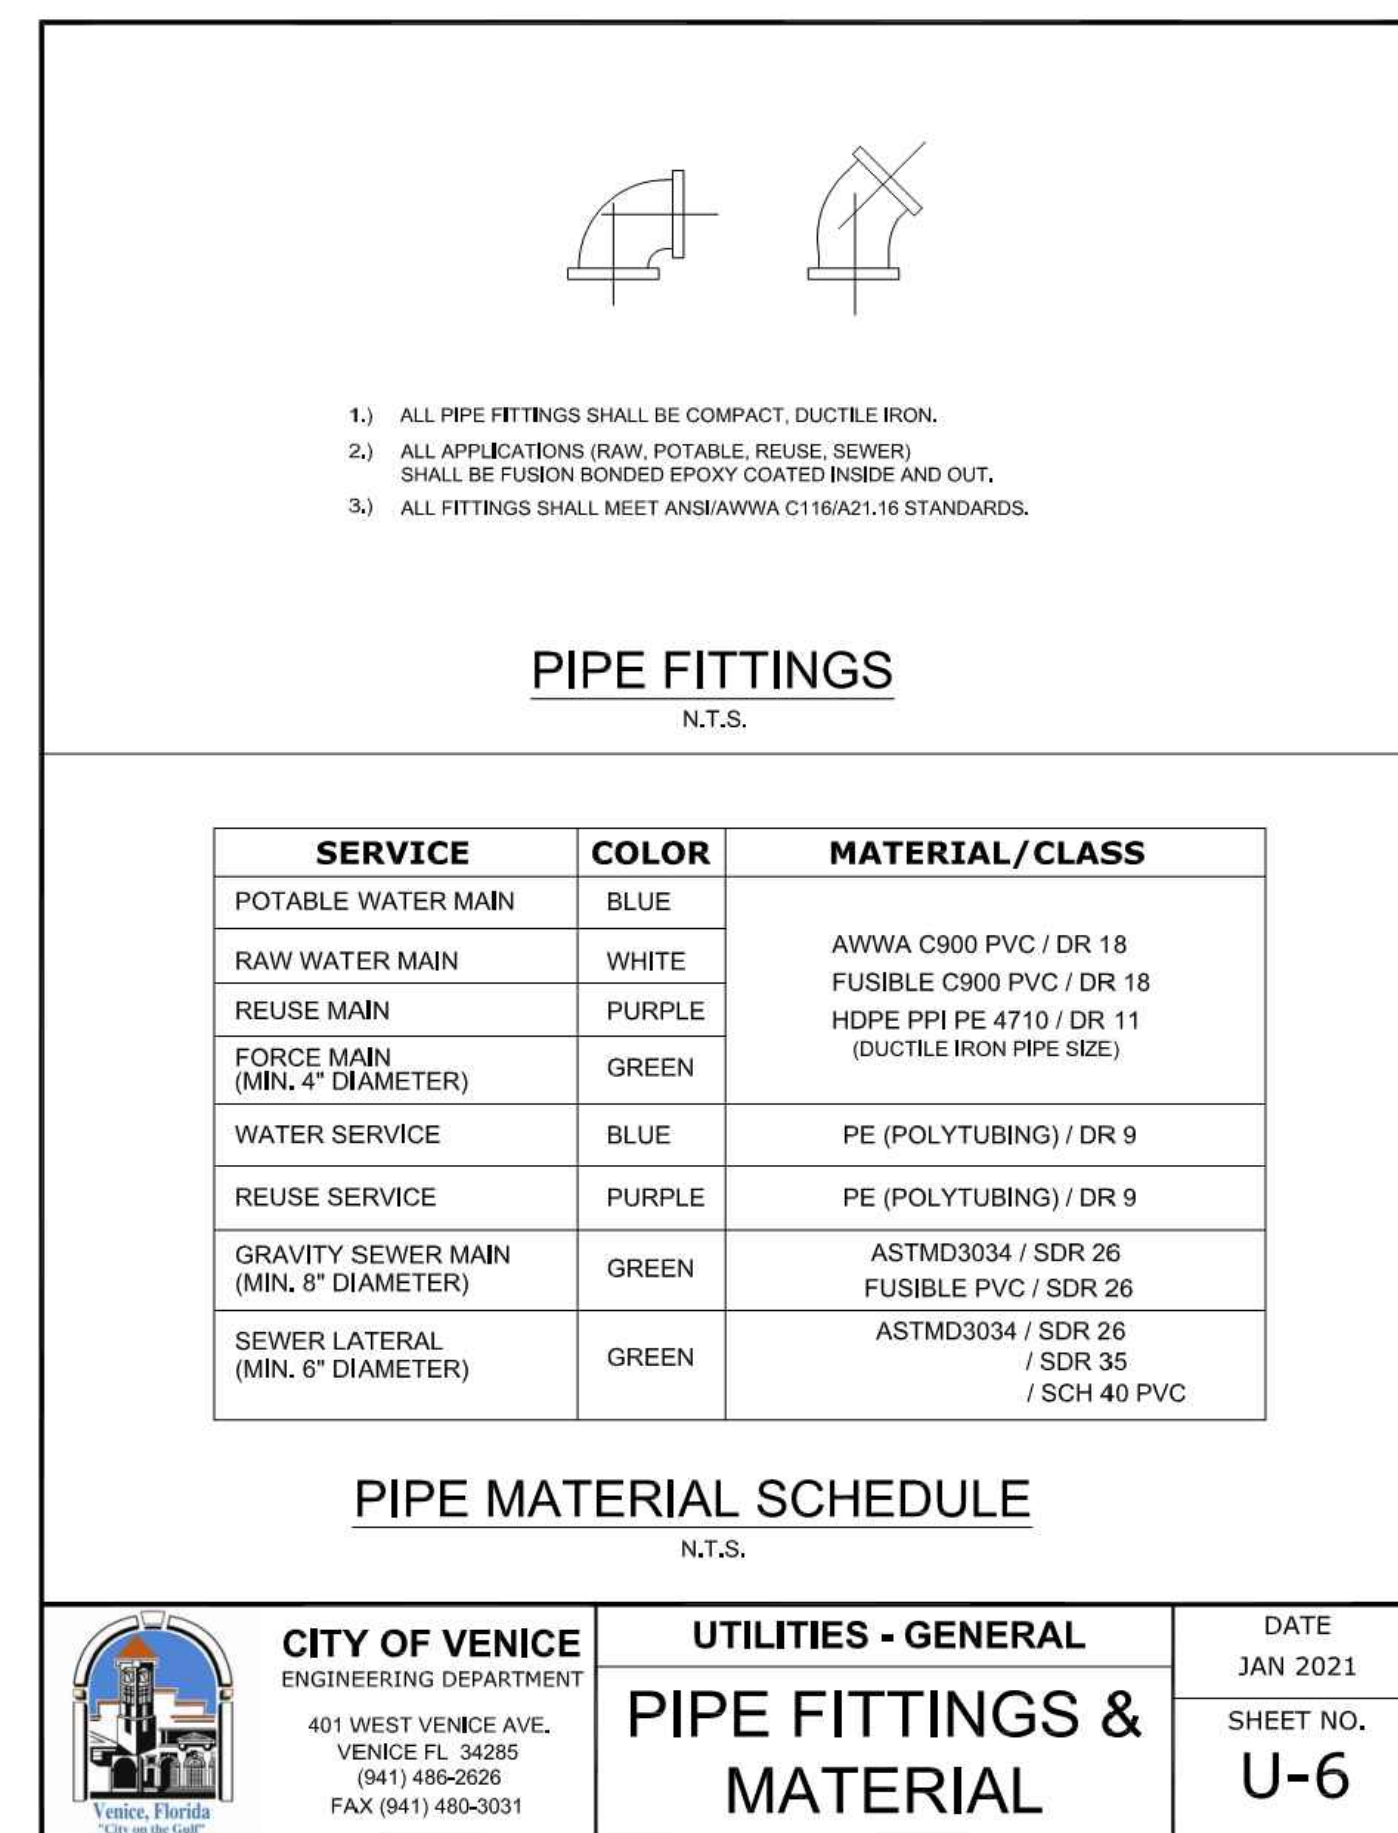 1.) ALL PIPE FITTINGS SHALL BE COMPACT, DUCTILE IRON.
2.) ALL APPLICATIONS (RAW, POTABLE, REUSE, SEWER)
SHALL BE FUSION BONDED EPOXY COATED INSIDE AND OUT.
3.) ALL FITTINGS SHALL MEET ANSI/AWWA C116/A21.16 STANDARDS.
PIPE FITTINGS
N.T.S.
SERVICE COLOR MATERIAL/CLASS
POTABLE WATER MAIN BLUE
RAW WATER MAIN WHITE
REUSE MAIN PURPLE
FORCE MAIN
(MIN. 4" DIAMETER) GREEN
AWWA C900 PVC / DR 18
FUSIBLE C900 PVC / DR 18
HDPE PPI PE 4710 / DR 11
(DUCTILE IRON PIPE SIZE)
WATER SERVICE BLUE PE (POLYTUBING) / DR 9
REUSE SERVICE PURPLE PE (POLYTUBING) / DR 9
GRAVITY SEWER MAIN
(MIN. 8" DIAMETER) GREEN
ASTMD3034 / SDR 26
FUSIBLE PVC / SDR 26
SEWER LATERAL
(MIN. 6" DIAMETER) GREEN
ASTMD3034 / SDR 26
/ SDR 35
/ SCH 40 PVC
PIPE MATERIAL SCHEDULE
N.T.S.
Venice, Florida
"City on the Gulf"
CITY OF VENICE
ENGINEERING DEPARTMENT
401 WEST VENICE AVE.
VENICE FL 34285
(941) 486-2626
FAX (941) 480-3031
UTILITIES - GENERAL
PIPE FITTINGS &
MATERIAL
DATE
JAN 2021
SHEET NO.
U-6